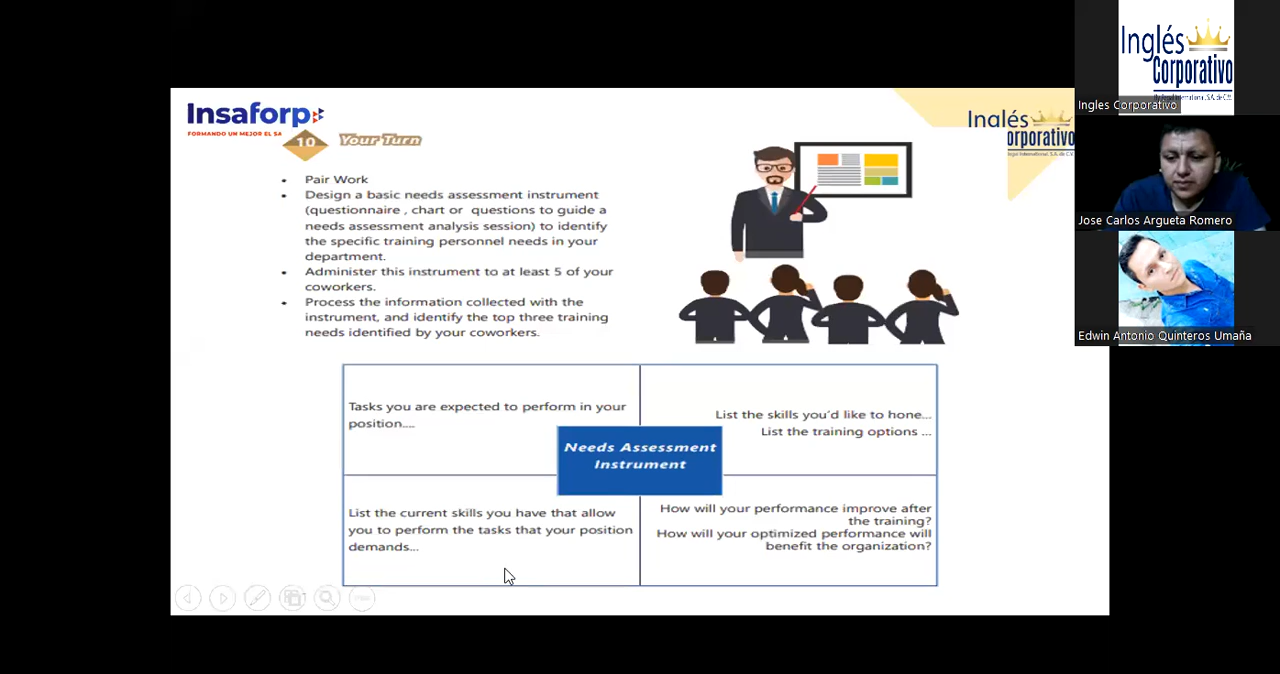 Insaforp
FORMANDO UN MEJOR EL SA
10
Your Turn
Inglés
orporativo
• Pair Work
• Design a basic needs assessment instrument
(questionnaire , chart or questions to guide a
needs assessment analysis session) to identify
the specific training personnel needs in your
department.
• Administer this instrument to at least 5 of your
coworkers.
• Process the information collected with the
instrument, and identify the top three training
needs identified by your coworkers.
Tasks you are expected to perform in your
position....
List the skills you'd like to hone...
List the training options ...
Needs Assessment
Instrument
List the current skills you have that allow
you to perform the tasks that your position
demands...
How will your performance improve after
the training?
How will your optimized performance will
benefit the organization?
Inglés
Corporativo
Ingles Corporativo
Jose Carlos Argueta Romero
Edwin Antonio Quinteros Umaña